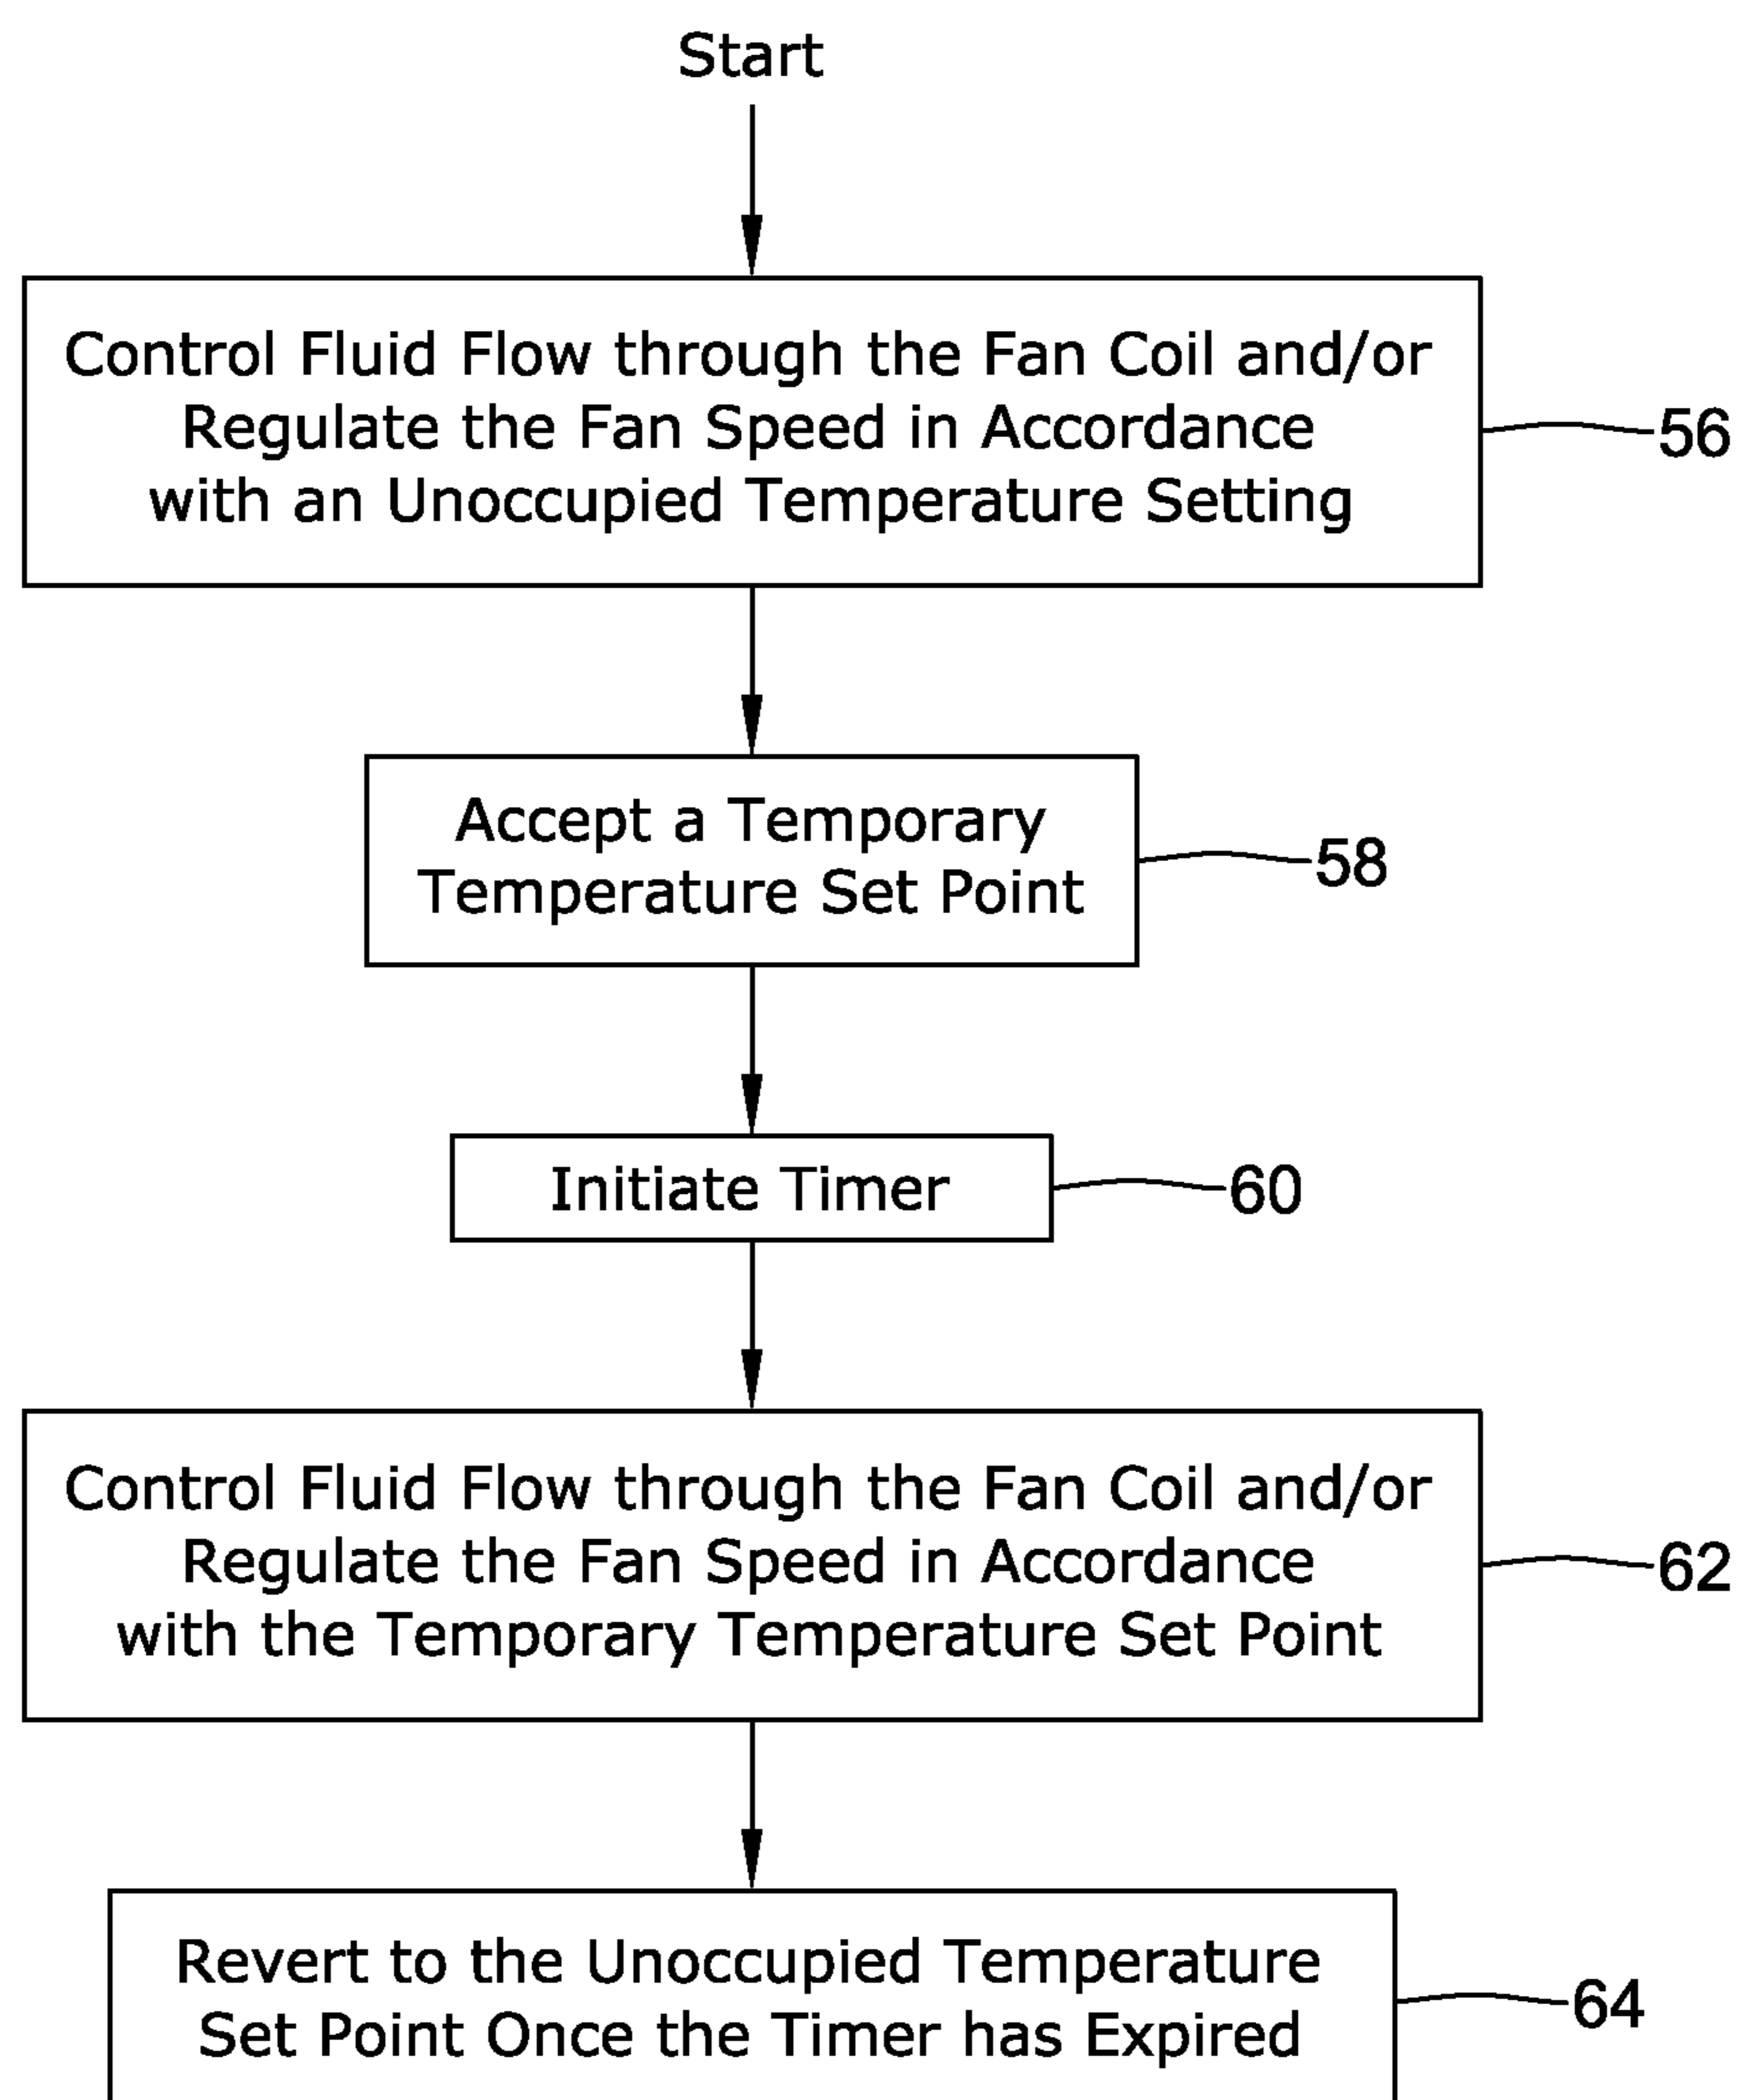 Start
Control Fluid Flow through the Fan Coil and/or
Regulate the Fan Speed in Accordance
with an Unoccupied Temperature Setting
56
Accept a Temporary
Temperature Set Point
58
Initiate Timer
60
Control Fluid Flow through the Fan Coil and/or
Regulate the Fan Speed in Accordance
with the Temporary Temperature Set Point
62
Revert to the Unoccupied Temperature
Set Point Once the Timer has Expired
64